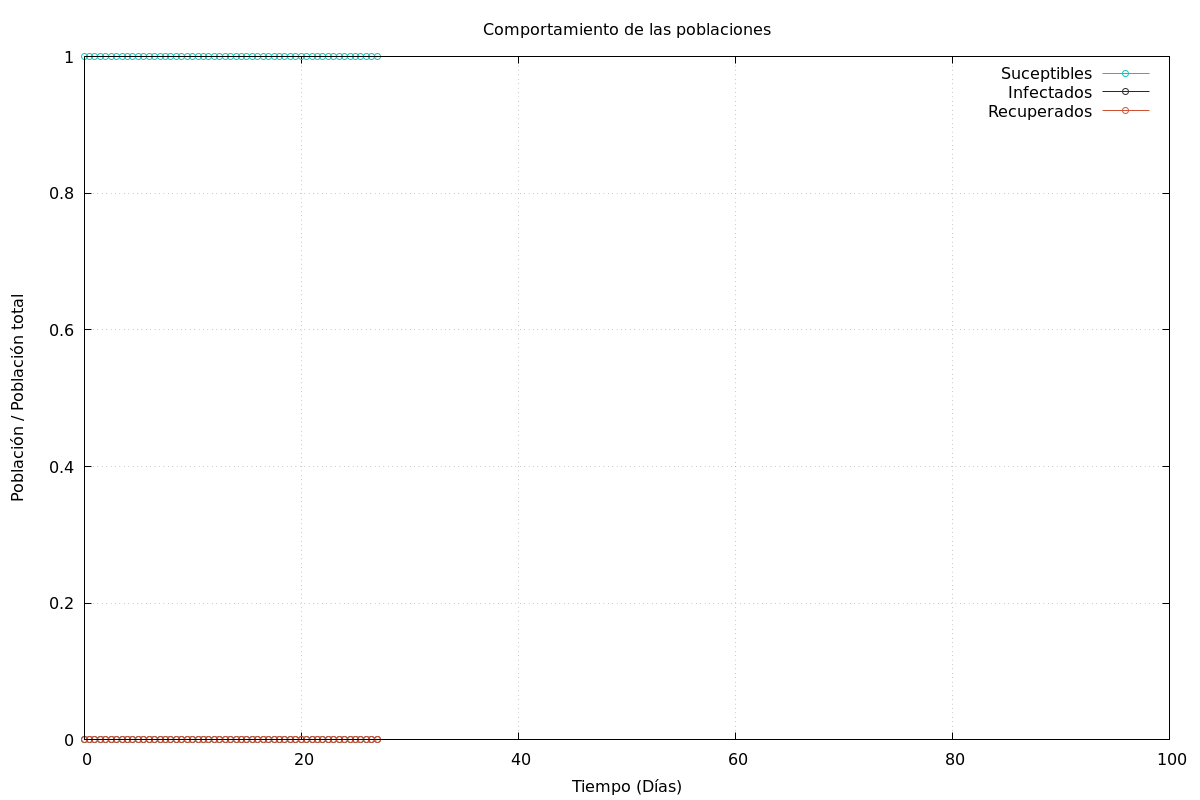 Comportamiento de las poblaciones
Suceptibles
Infectados
Recuperados
1
0.8
0.6
0.4
0.2
0
Población / Población total
0 20 40 60 80 100
Tiempo (Días)